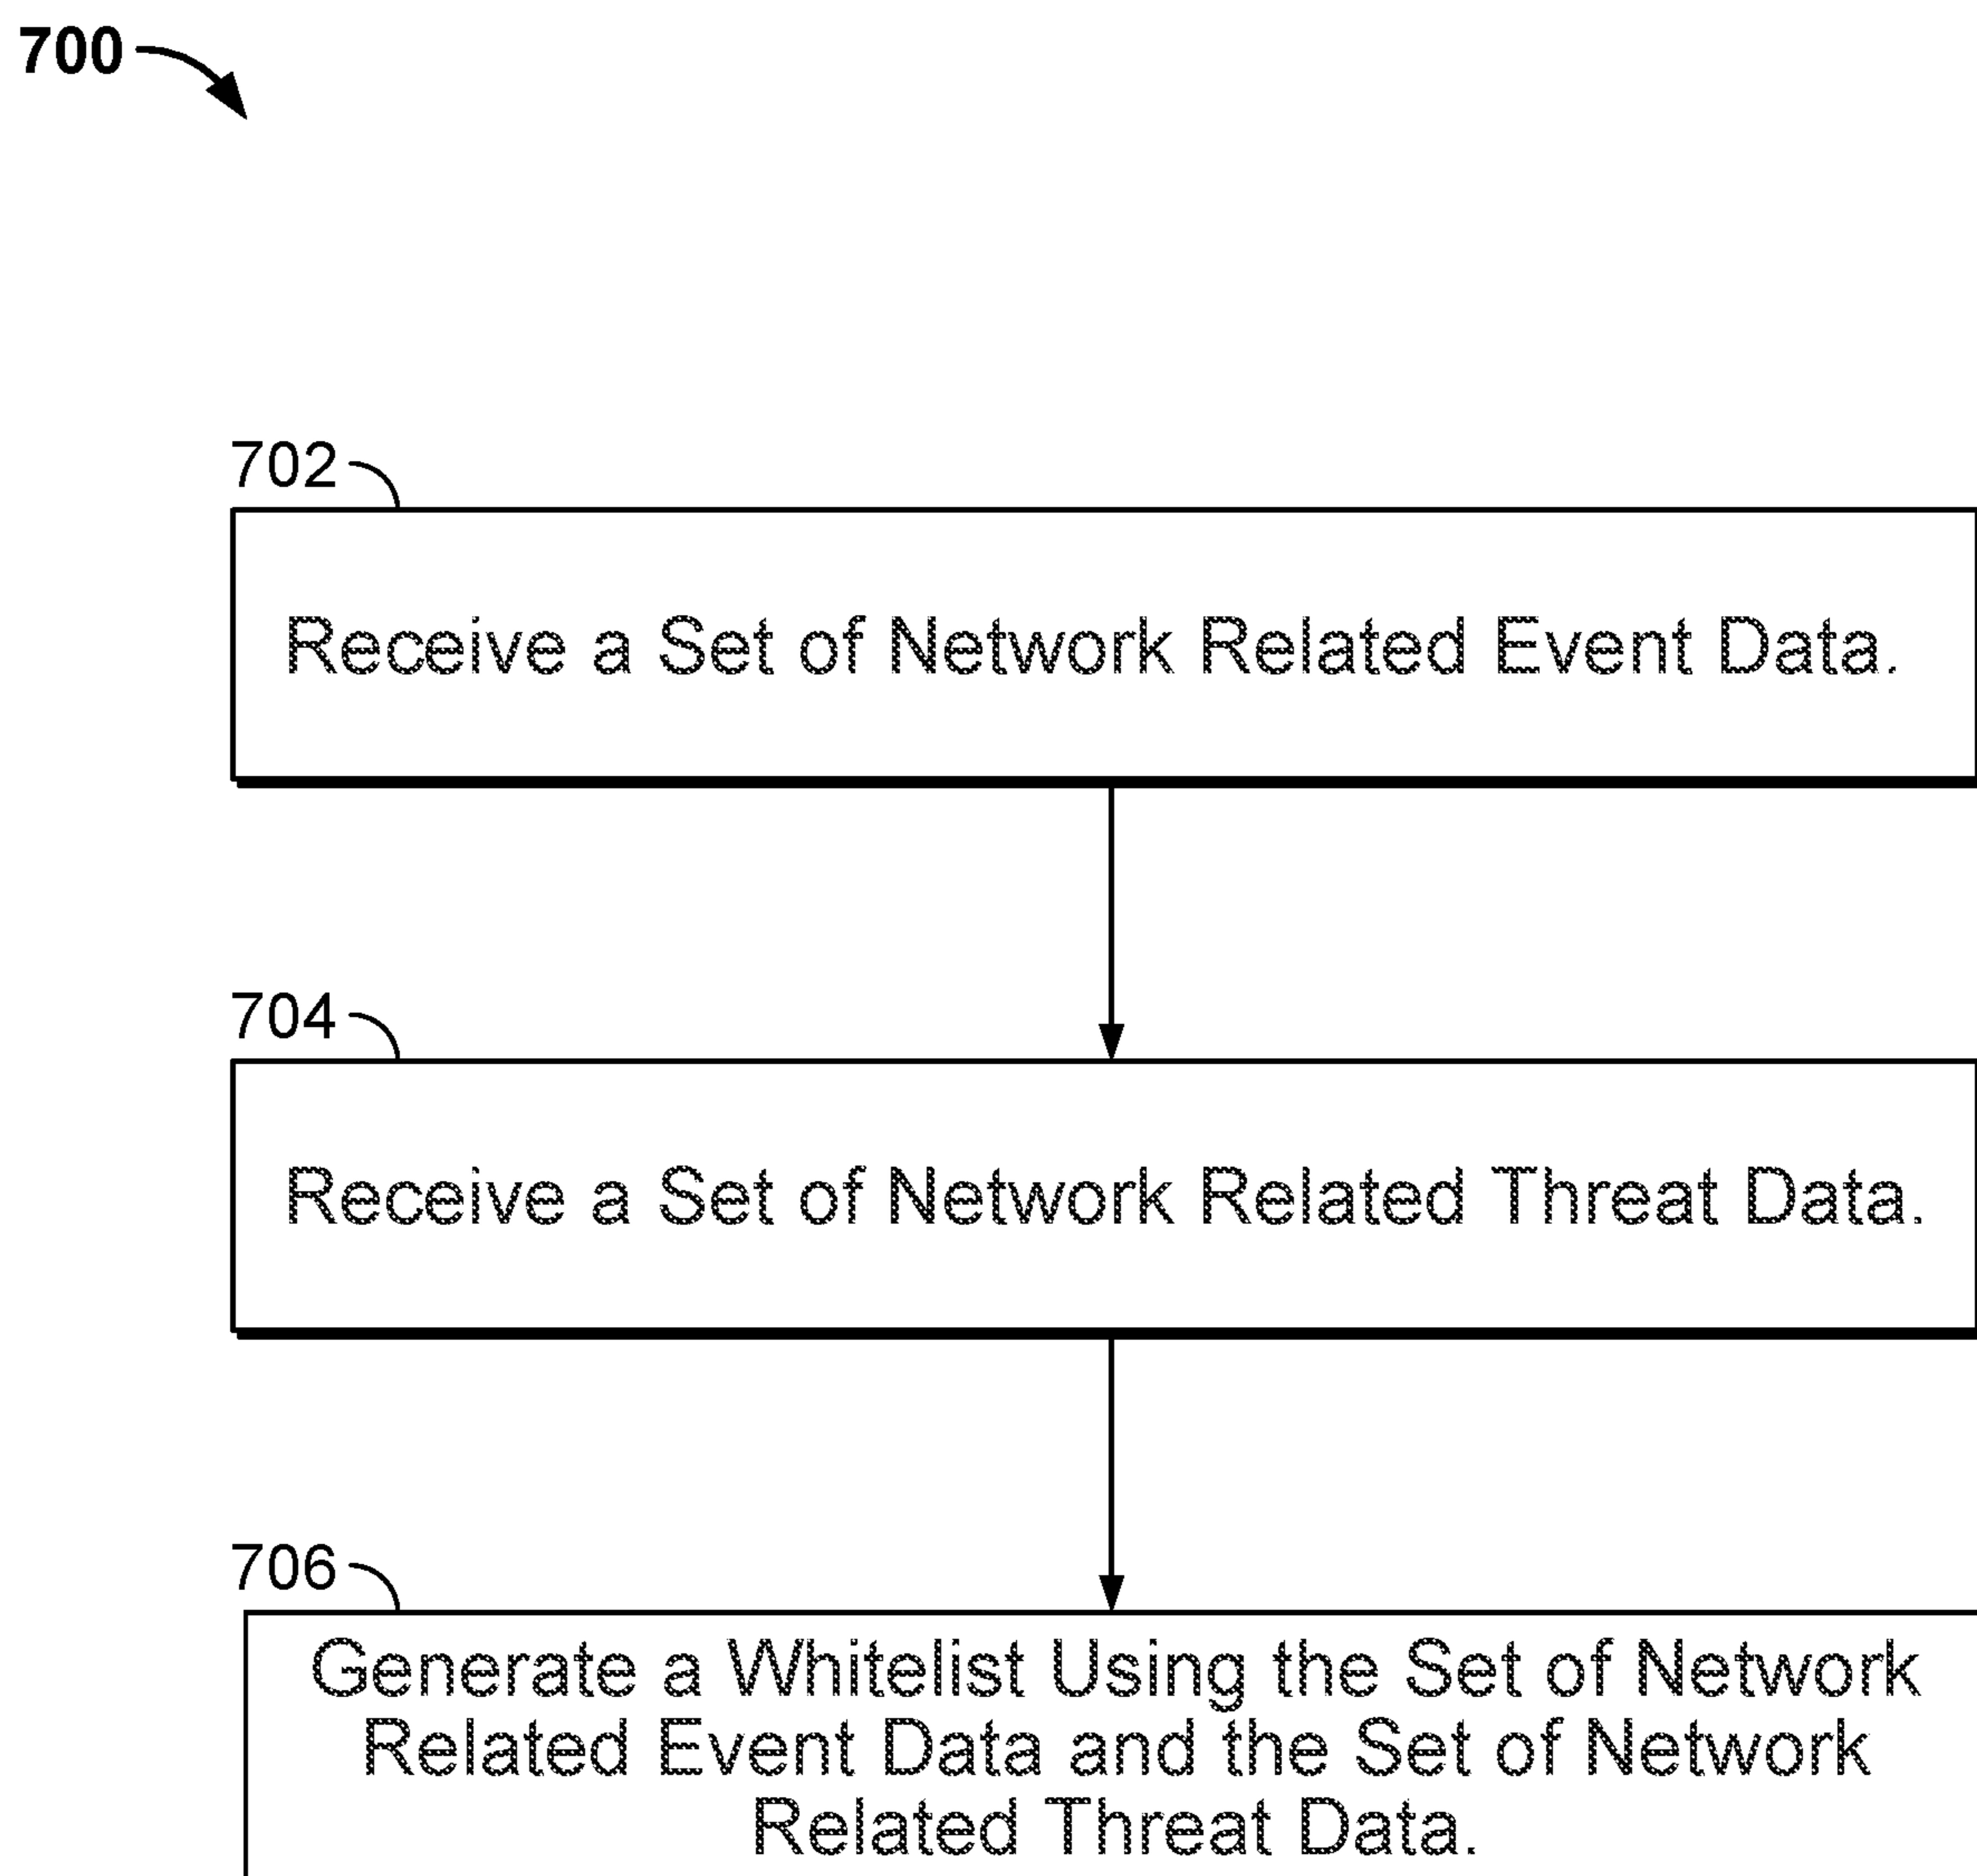 700
702
Receive a Set of Network Related Event Data.
704
Receive a Set of Network Related Threat Data.
706
Generate a Whitelist Using the Set of Network
Related Event Data and the Set of Network
Related Threat Data.